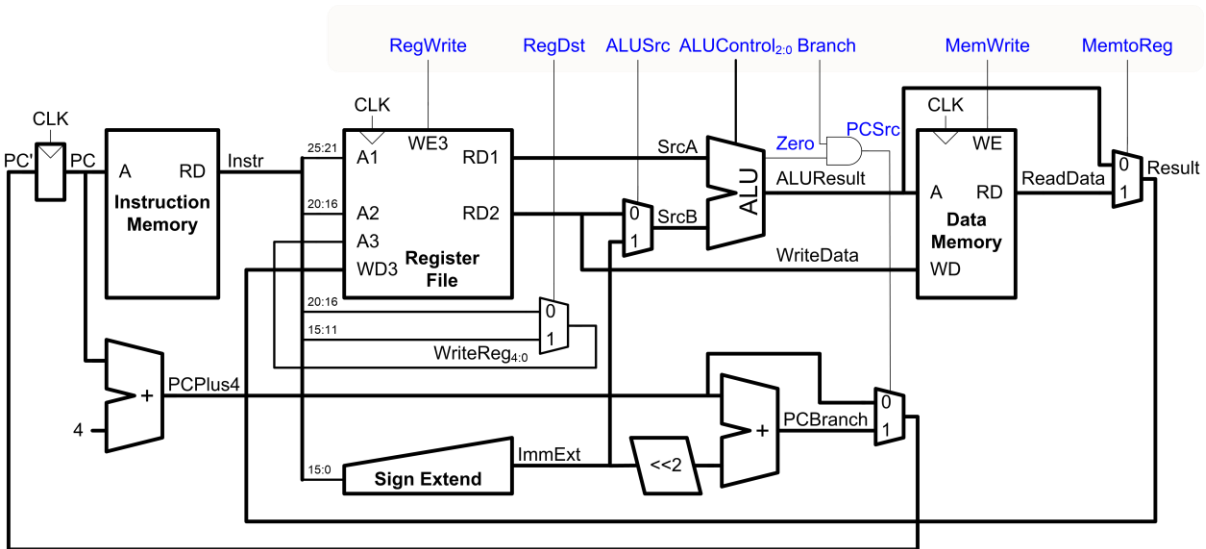 RegWrite RegDst ALUSrc ALUControl2:0 Branch MemWrite MemtoReg
CLK CLK CLK
PC' PC A RD Instr 25:21 A1 WE3 RD1 SrcA Zero PCSrc WE 0 Result
Instruction
Memory
20:16 A2 RD2 0 SrcB ALU ALUResult A RD ReadData 1
A3 1 Data
Memory
WD3 Register
File
WriteData WD
20:16 0
15:11 1
WriteReg4:0
PCPlus4 0
4 + + PCBranch 1
15:0 Sign Extend ImmExt <<2